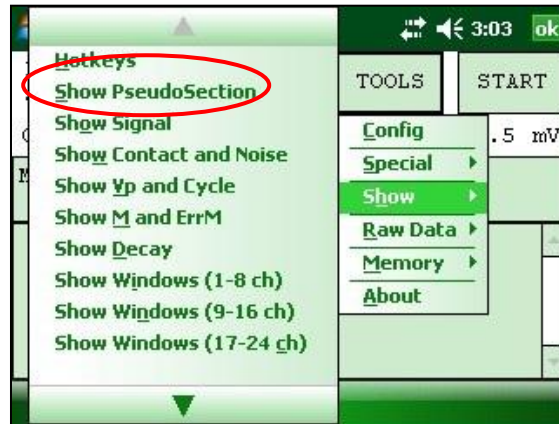 3:03 ok
TOOLS START
.5 mV
Hotkeys
Show PseudoSection
Show Signal
Show Contact and Noise
Show Vp and Cycle
Show M and ErrM
Show Decay
Show Windows (1-8 ch)
Show Windows (9-16 ch)
Show Windows (17-24 ch)
Config
Special
Show
Raw Data
Memory
About